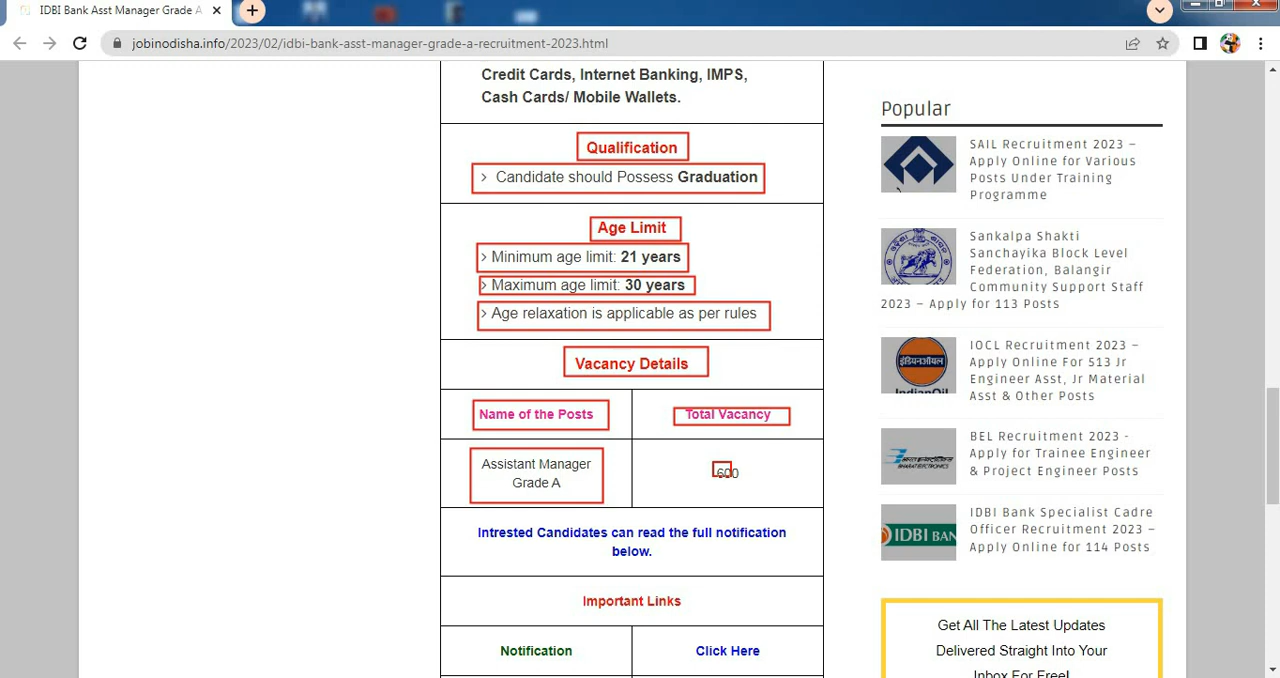 IDBI Bank Asst Manager Grade A
jobinodisha.info/2023/02/idbi-bank-asst-manager-grade-a-recruitment-2023.html
Credit Cards, Internet Banking, IMPS,
Cash Cards/ Mobile Wallets.
Qualification
> Candidate should Possess Graduation
Age Limit
> Minimum age limit: 21 years
> Maximum age limit: 30 years
> Age relaxation is applicable as per rules
Vacancy Details
Name of the Posts
Total Vacancy
Assistant Manager
Grade A
600
Intrested Candidates can read the full notification
below.
Important Links
Notification
Click Here
Popular
SAIL Recruitment 2023 –
Apply Online for Various
Posts Under Training
Programme
Sankalpa Shakti
Sanchayika Block Level
Federation, Balangir
Community Support Staff
2023 – Apply for 113 Posts
इंडियनऑयल
IndianOil
IOCL Recruitment 2023 –
Apply Online For 513 Jr
Engineer Asst, Jr Material
Asst & Other Posts
BHARAT ELECTRONICS
BEL Recruitment 2023 -
Apply for Trainee Engineer
& Project Engineer Posts
IDBI BAN
IDBI Bank Specialist Cadre
Officer Recruitment 2023 –
Apply Online for 114 Posts
Get All The Latest Updates
Delivered Straight Into Your
Inbox For Free!